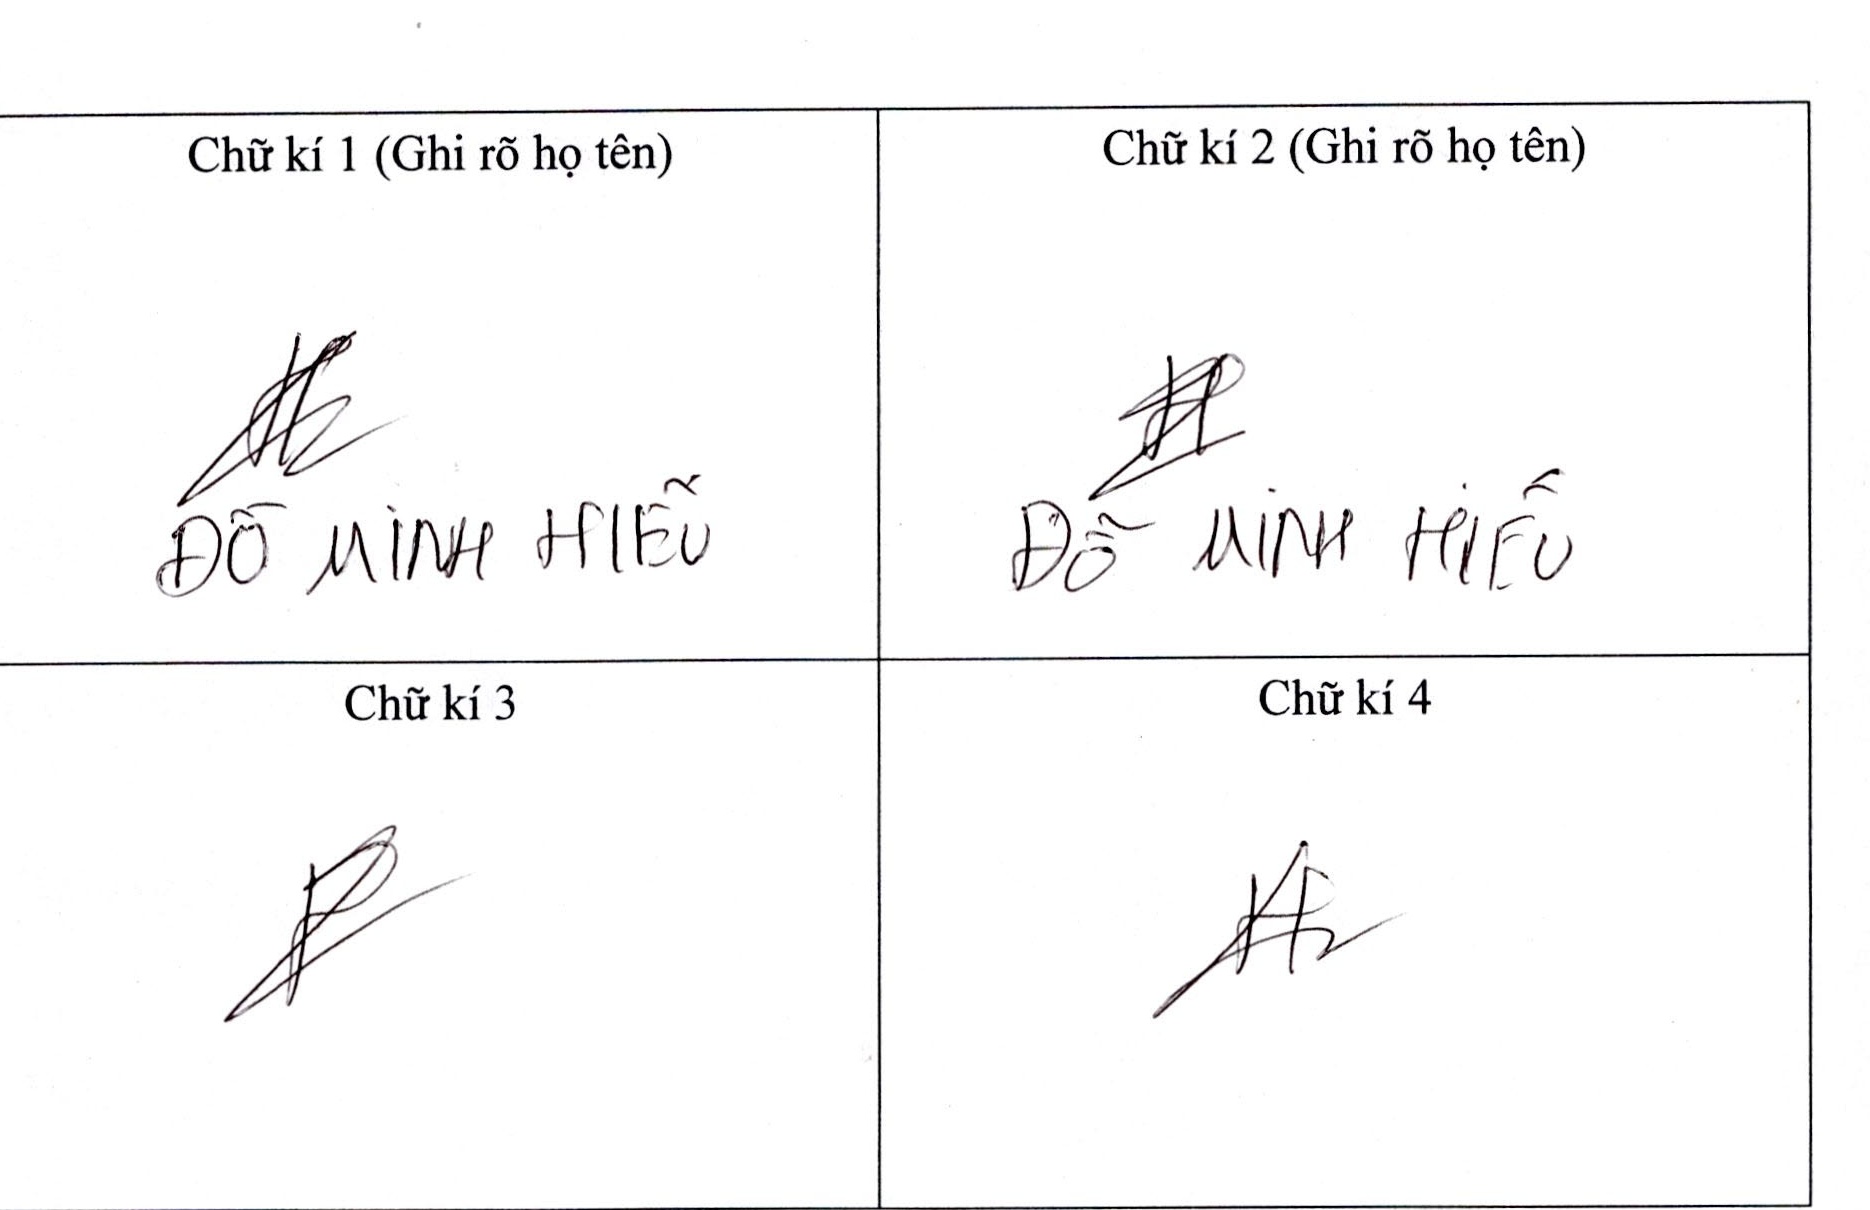 Chữ kí 1 (Ghi rõ họ tên)
ĐỖ MINH HIẾU
Chữ kí 2 (Ghi rõ họ tên)
ĐỖ MINH HIẾU
Chữ kí 3
Chữ kí 4